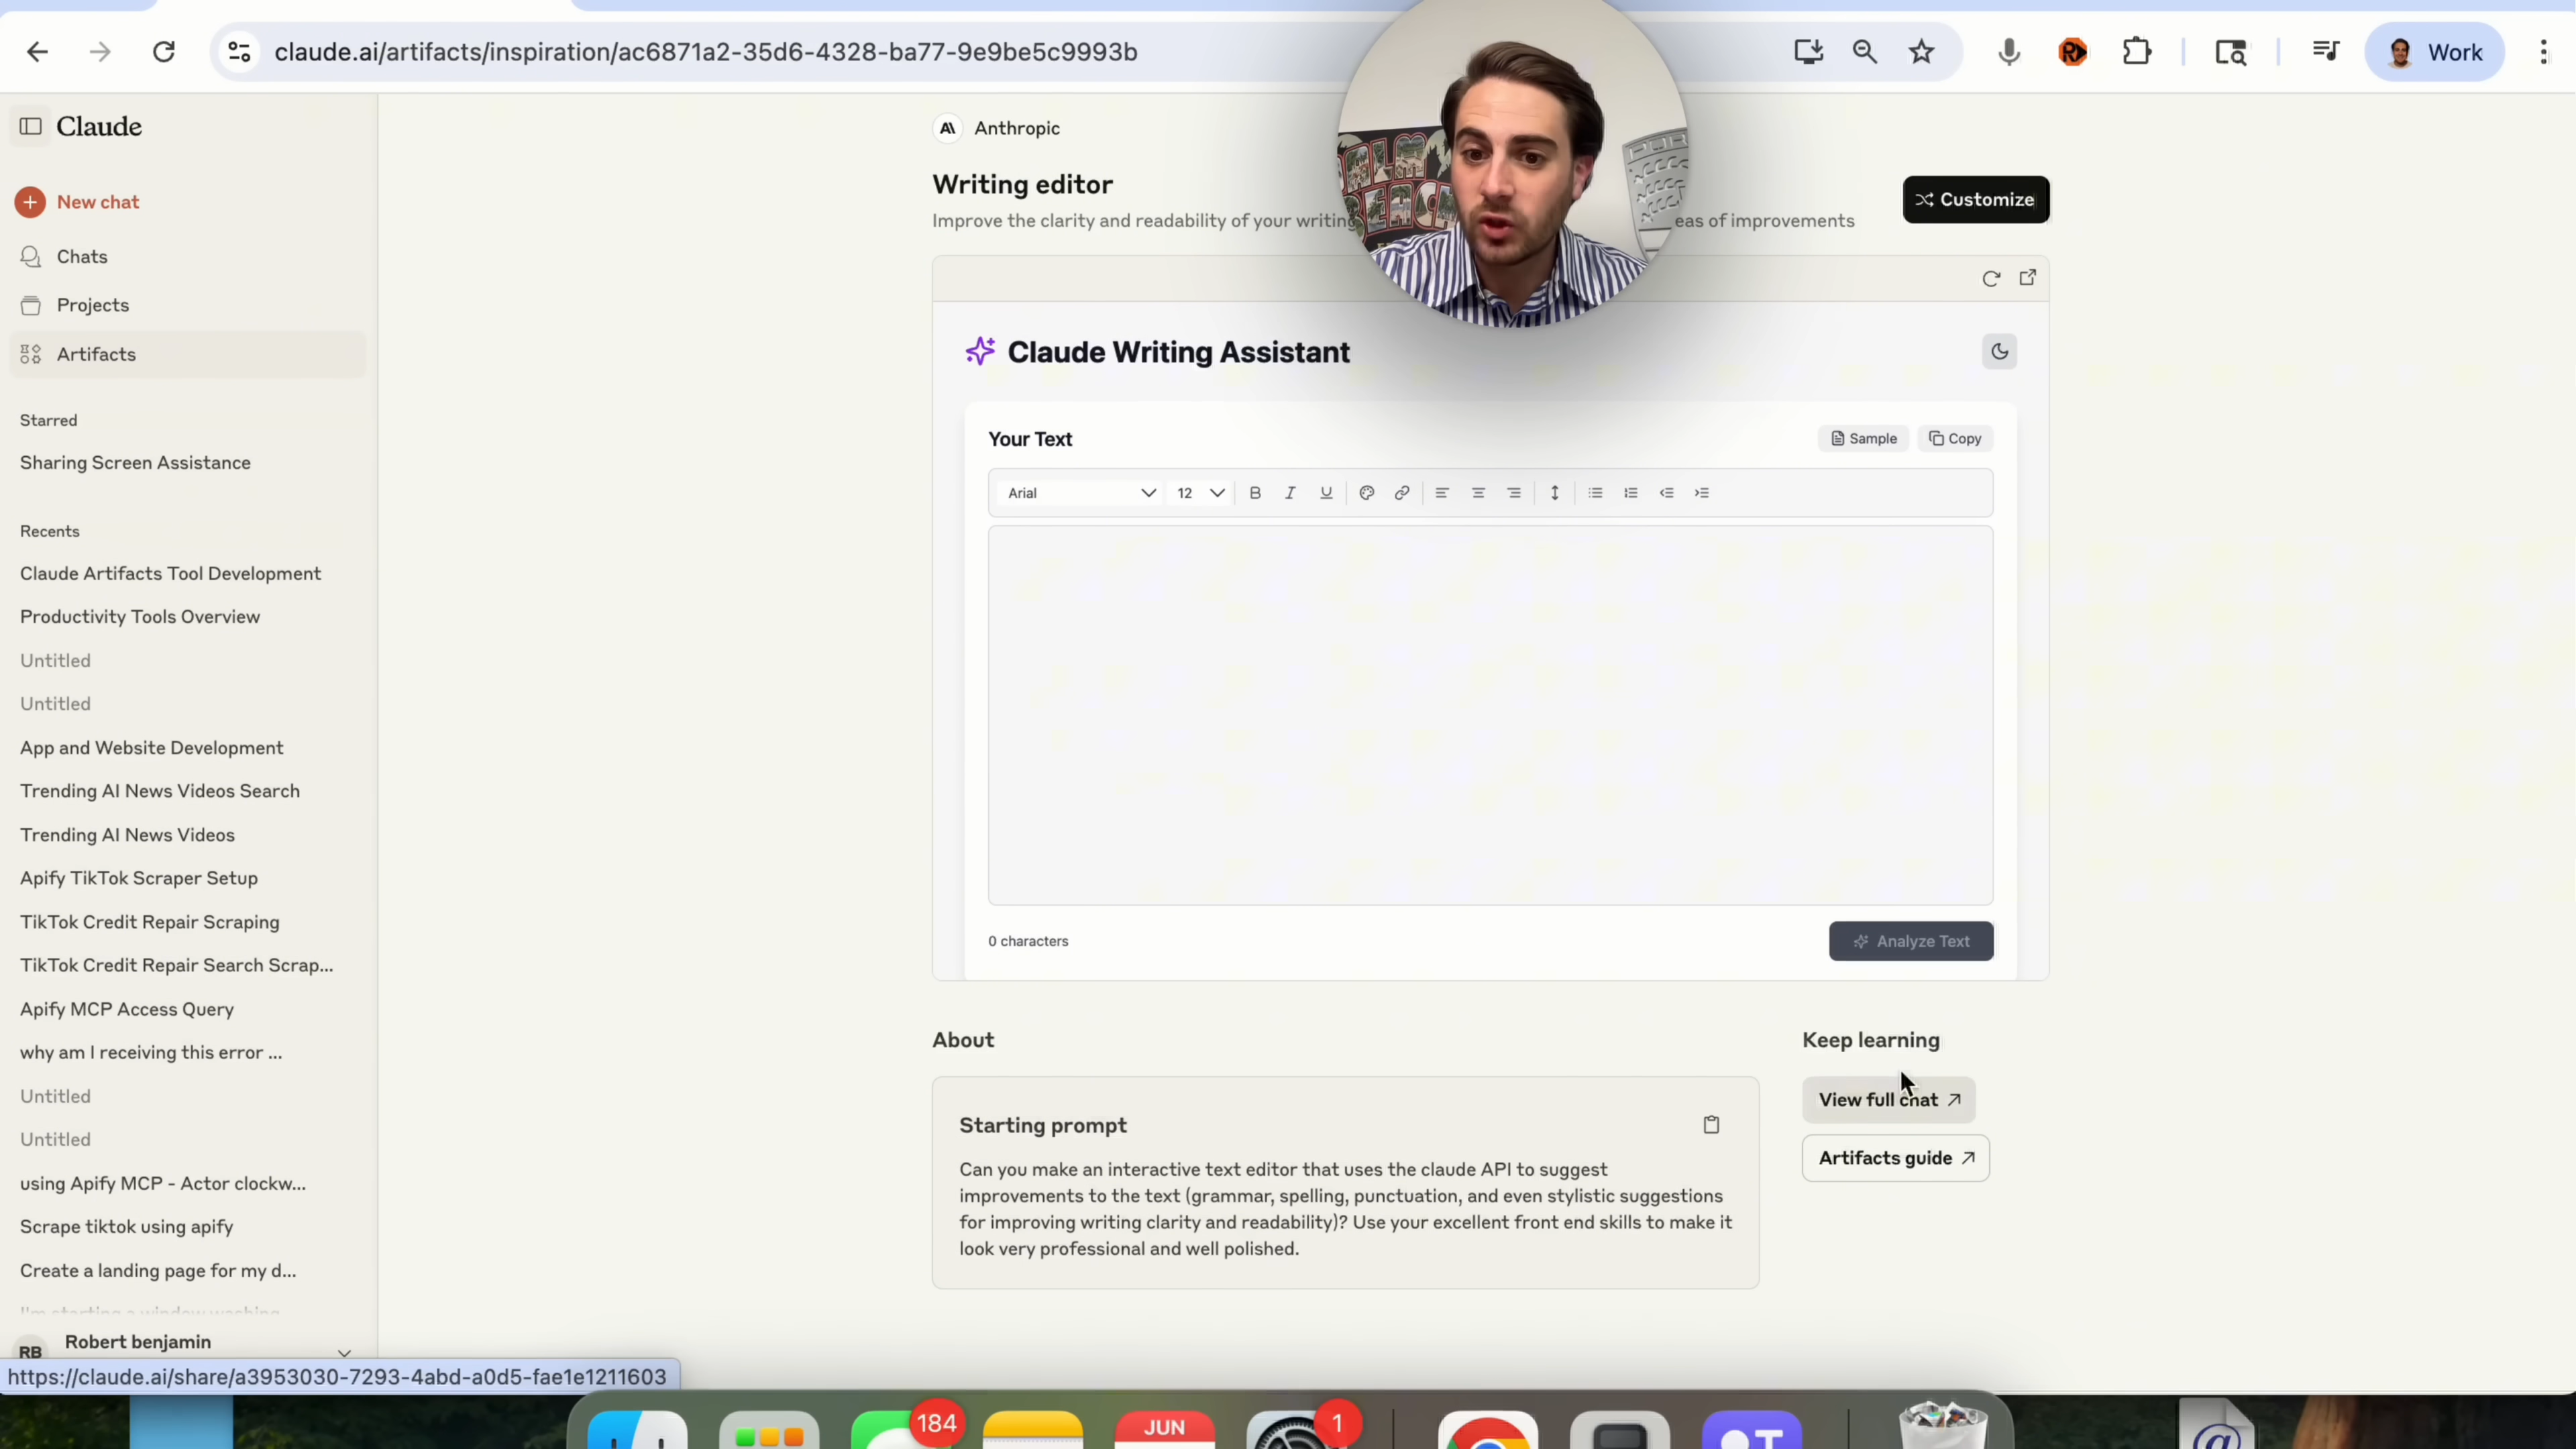 claude.ai/artifacts/inspiration/ac6871a2-35d6-4328-ba77-9e9be5c9993b
Work
Claude
New chat
Chats
Projects
Artifacts
Starred
Sharing Screen Assistance
Recents
Claude Artifacts Tool Development
Productivity Tools Overview
Untitled
Untitled
App and Website Development
Trending AI News Videos Search
Trending AI News Videos
Apify TikTok Scraper Setup
TikTok Credit Repair Scraping
TikTok Credit Repair Search Scrap...
Apify MCP Access Query
why am I receiving this error ...
Untitled
Untitled
using Apify MCP - Actor clockw...
Scrape tiktok using apify
Create a landing page for my d...
I'm starting a window washing
RB
Robert benjamin
https://claude.ai/share/a3953030-7293-4abd-a0d5-fae1e1211603
Anthropic
Writing editor
Improve the clarity and readability of your writing eas of improvements
Customize
Claude Writing Assistant
Your Text
Sample
Copy
Arial
12
B I U
0 characters
Analyze Text
About
Starting prompt
Can you make an interactive text editor that uses the claude API to suggest
improvements to the text (grammar, spelling, punctuation, and even stylistic suggestions
for improving writing clarity and readability)? Use your excellent front end skills to make it
look very professional and well polished.
Keep learning
View full chat
Artifacts guide
184
JUN
1
T
@